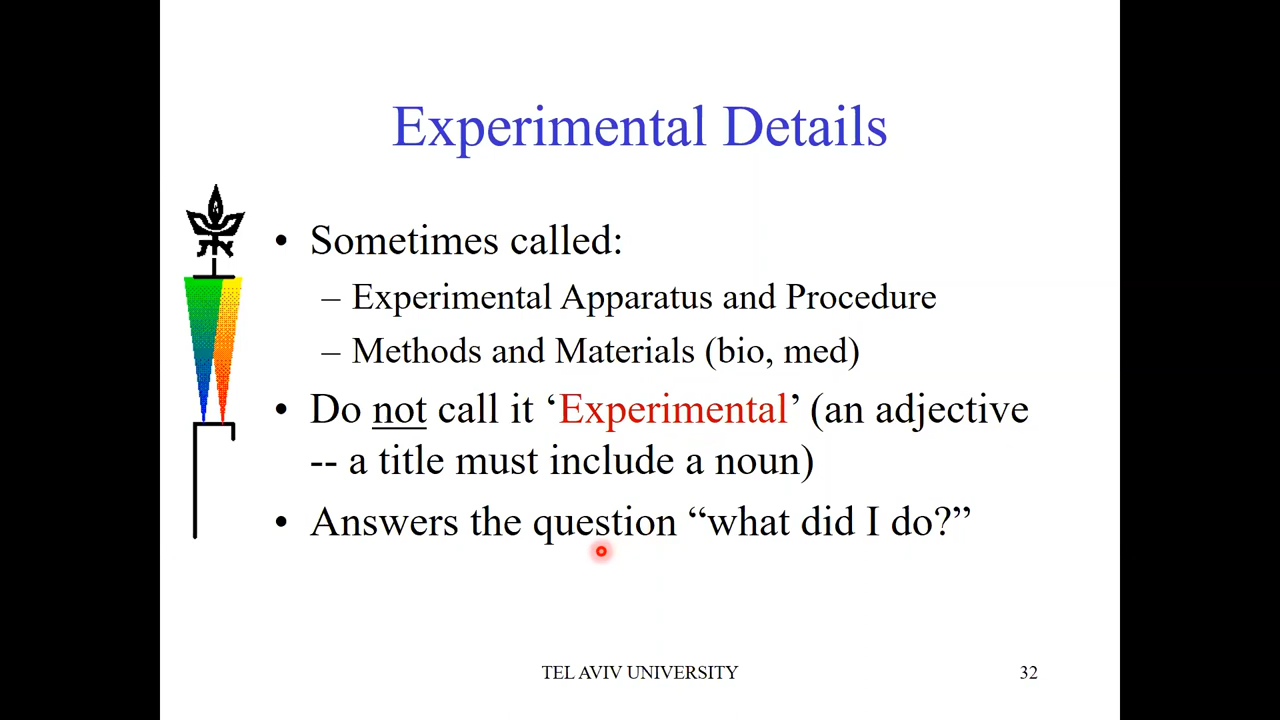 Experimental Details
• Sometimes called:
– Experimental Apparatus and Procedure
– Methods and Materials (bio, med)
• Do not call it ‘Experimental’ (an adjective
-- a title must include a noun)
• Answers the question “what did I do?”
TEL AVIV UNIVERSITY
32